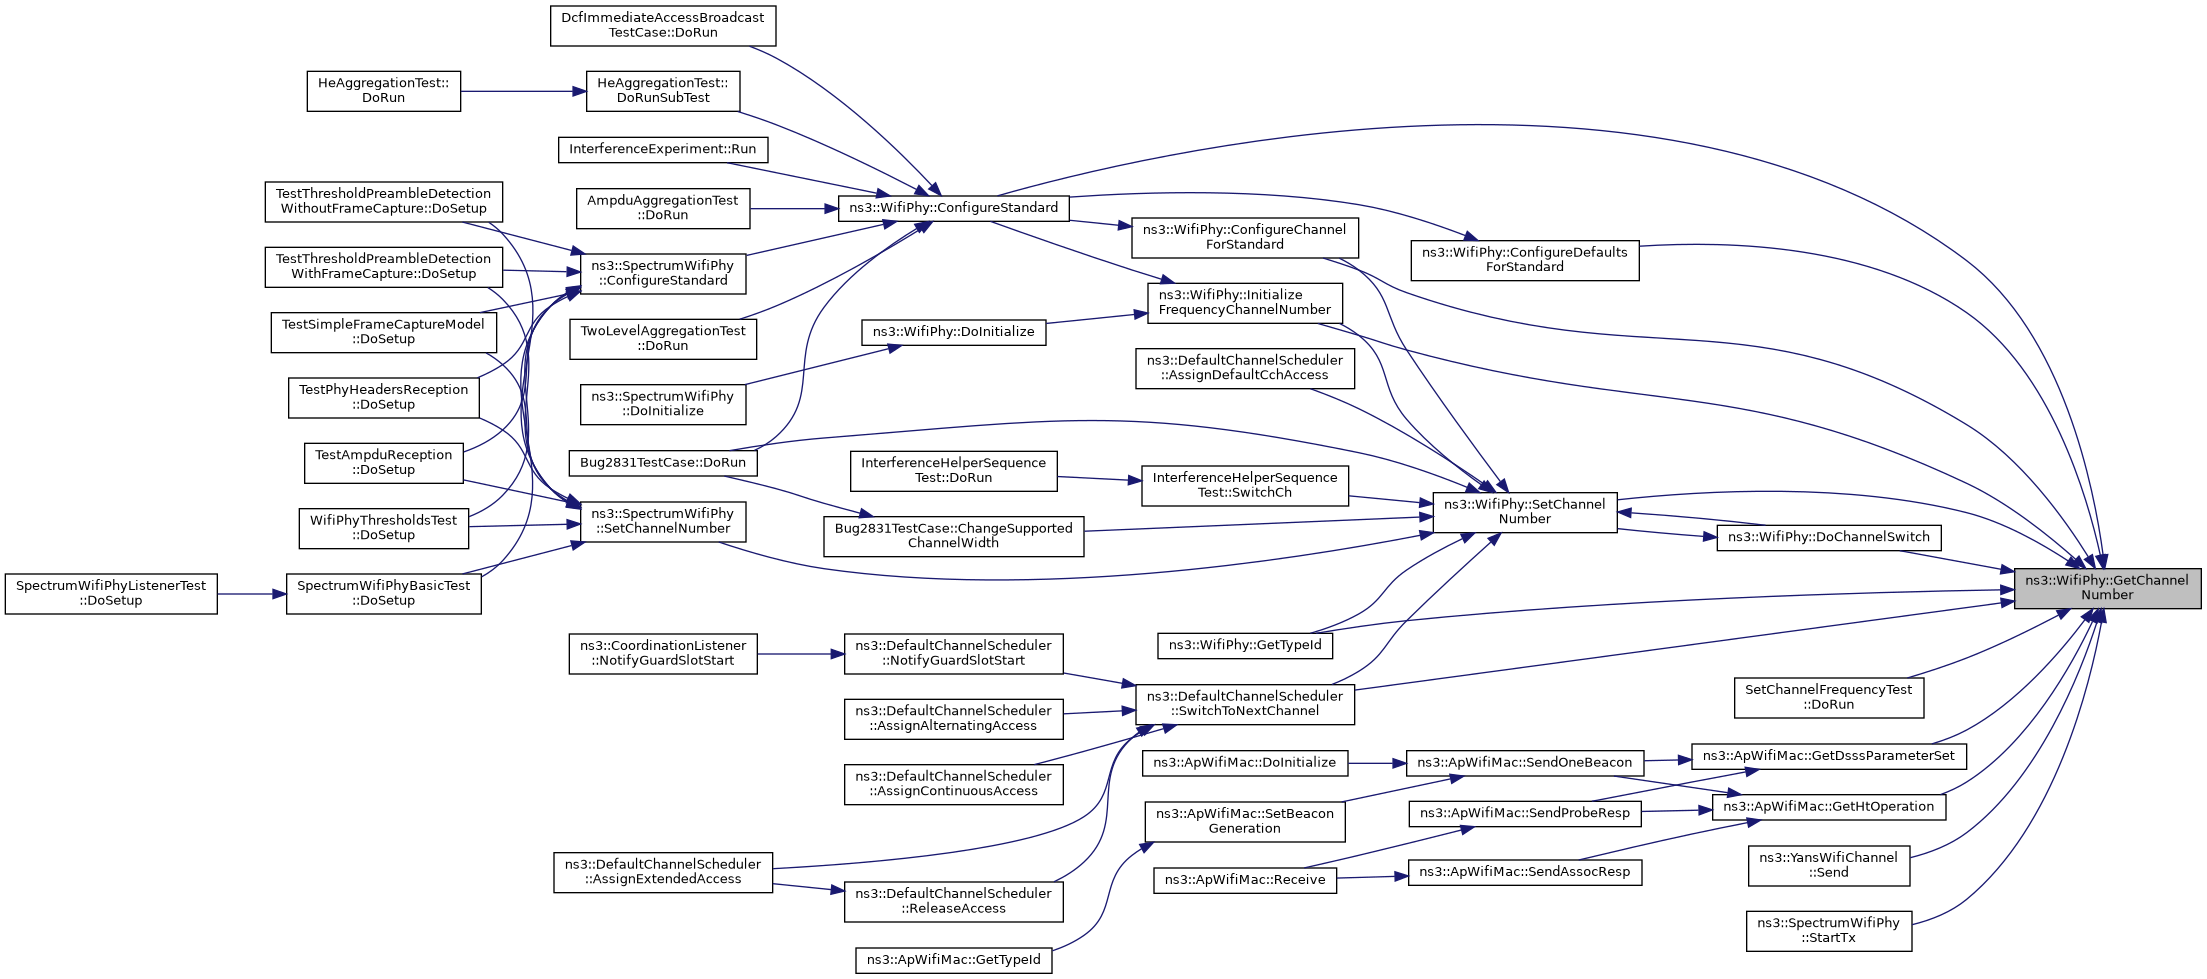 DcfImmediateAccessBroadcast
TestCase::DoRun
HeAggregationTest::
DoRun
HeAggregationTest::
DoRunSubTest
InterferenceExperiment::Run
TestThresholdPreambleDetection
WithoutFrameCapture::DoSetup
AmpduAggregationTest
::DoRun
ns3::WifiPhy::ConfigureStandard
ns3::WifiPhy::ConfigureChannel
ForStandard
ns3::WifiPhy::ConfigureDefaults
ForStandard
TestThresholdPreambleDetection
WithFrameCapture::DoSetup
ns3::SpectrumWifiPhy
::ConfigureStandard
ns3::WifiPhy::Initialize
FrequencyChannelNumber
TestSimpleFrameCaptureModel
::DoSetup
TwoLevelAggregationTest
::DoRun
ns3::WifiPhy::DoInitialize
ns3::DefaultChannelScheduler
::AssignDefaultCchAccess
TestPhyHeadersReception
::DoSetup
ns3::SpectrumWifiPhy
::DoInitialize
TestAmpduReception
::DoSetup
Bug2831TestCase::DoRun
InterferenceHelperSequence
Test::DoRun
InterferenceHelperSequence
Test::SwitchCh
ns3::WifiPhy::SetChannel
Number
WifiPhyThresholdsTest
::DoSetup
ns3::SpectrumWifiPhy
::SetChannelNumber
Bug2831TestCase::ChangeSupported
ChannelWidth
ns3::WifiPhy::DoChannelSwitch
SpectrumWifiPhyListenerTest
::DoSetup
SpectrumWifiPhyBasicTest
::DoSetup
ns3::WifiPhy::GetChannel
Number
ns3::CoordinationListener
::NotifyGuardSlotStart
ns3::DefaultChannelScheduler
::NotifyGuardSlotStart
ns3::WifiPhy::GetTypeId
ns3::DefaultChannelScheduler
::SwitchToNextChannel
SetChannelFrequencyTest
::DoRun
ns3::DefaultChannelScheduler
::AssignAlternatingAccess
ns3::DefaultChannelScheduler
::AssignContinuousAccess
ns3::ApWifiMac::DoInitialize
ns3::ApWifiMac::SendOneBeacon
ns3::ApWifiMac::GetDsssParameterSet
ns3::ApWifiMac::SetBeacon
Generation
ns3::ApWifiMac::SendProbeResp
ns3::ApWifiMac::GetHtOperation
ns3::DefaultChannelScheduler
::AssignExtendedAccess
ns3::DefaultChannelScheduler
::ReleaseAccess
ns3::ApWifiMac::Receive
ns3::ApWifiMac::SendAssocResp
ns3::YansWifiChannel
::Send
ns3::SpectrumWifiPhy
::StartTx
ns3::ApWifiMac::GetTypeId